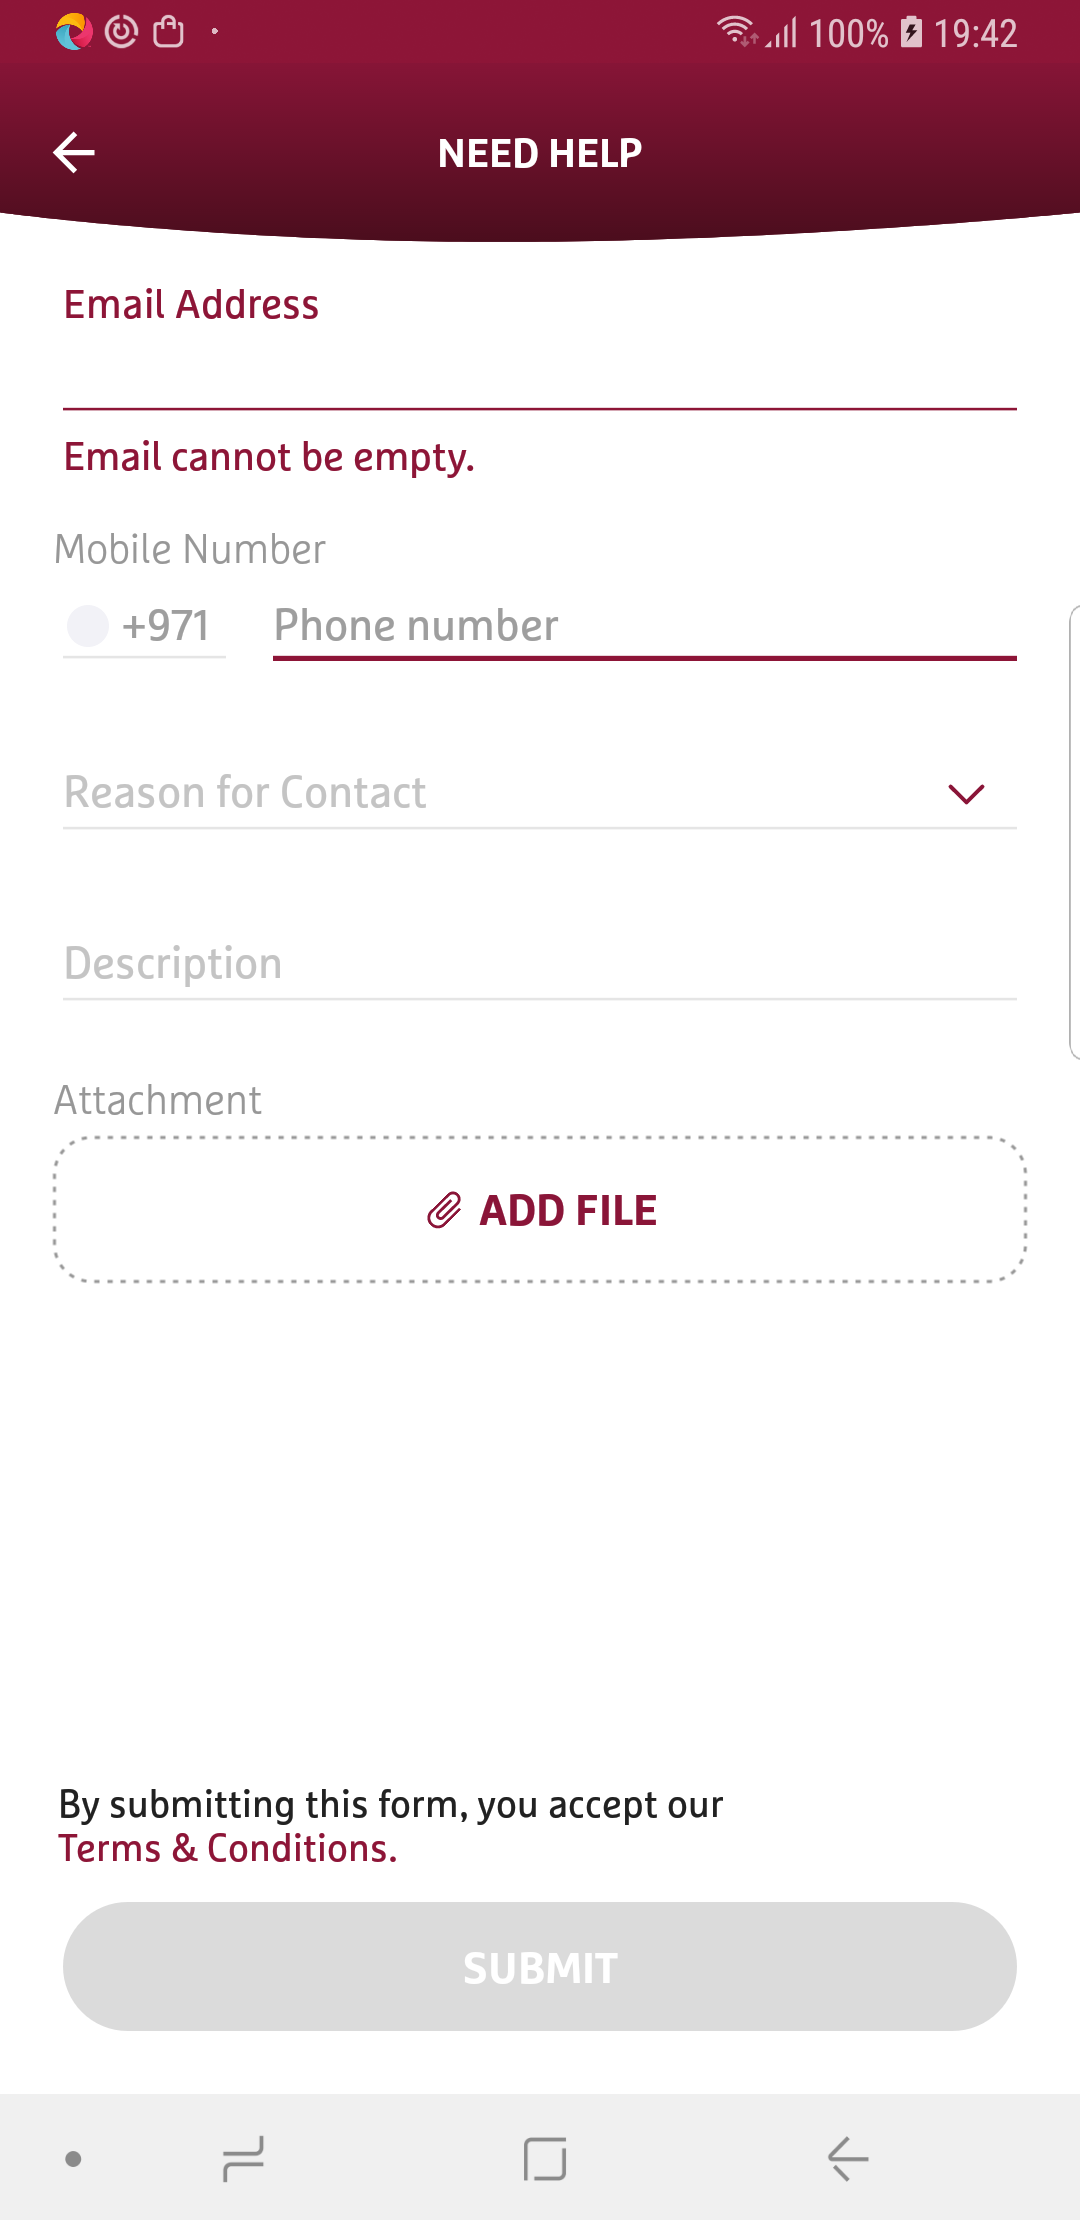 100% 19:42
NEED HELP
Email Address
Email cannot be empty.
Mobile Number
+971 Phone number
Reason for Contact
Description
Attachment
ADD FILE
By submitting this form, you accept our
Terms & Conditions.
SUBMIT